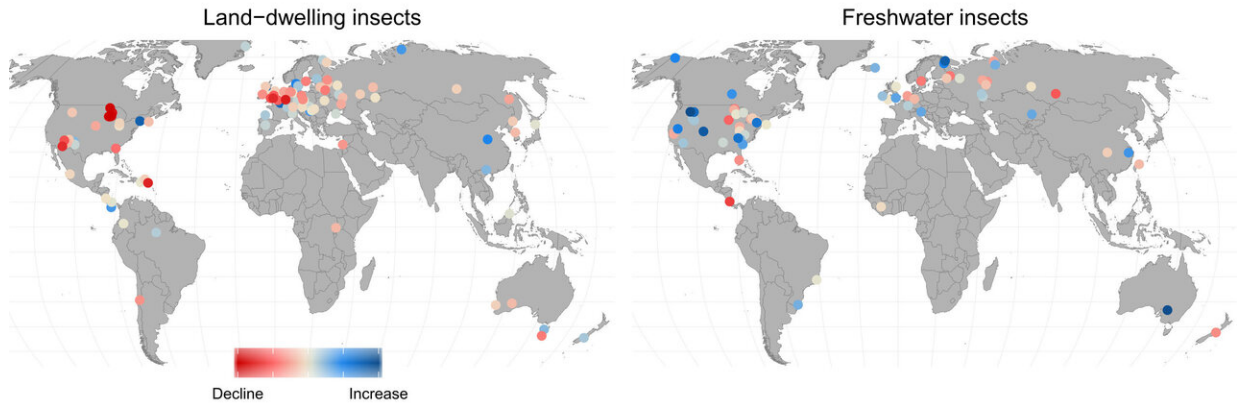 Land−dwelling insects
Freshwater insects
Decline
Increase